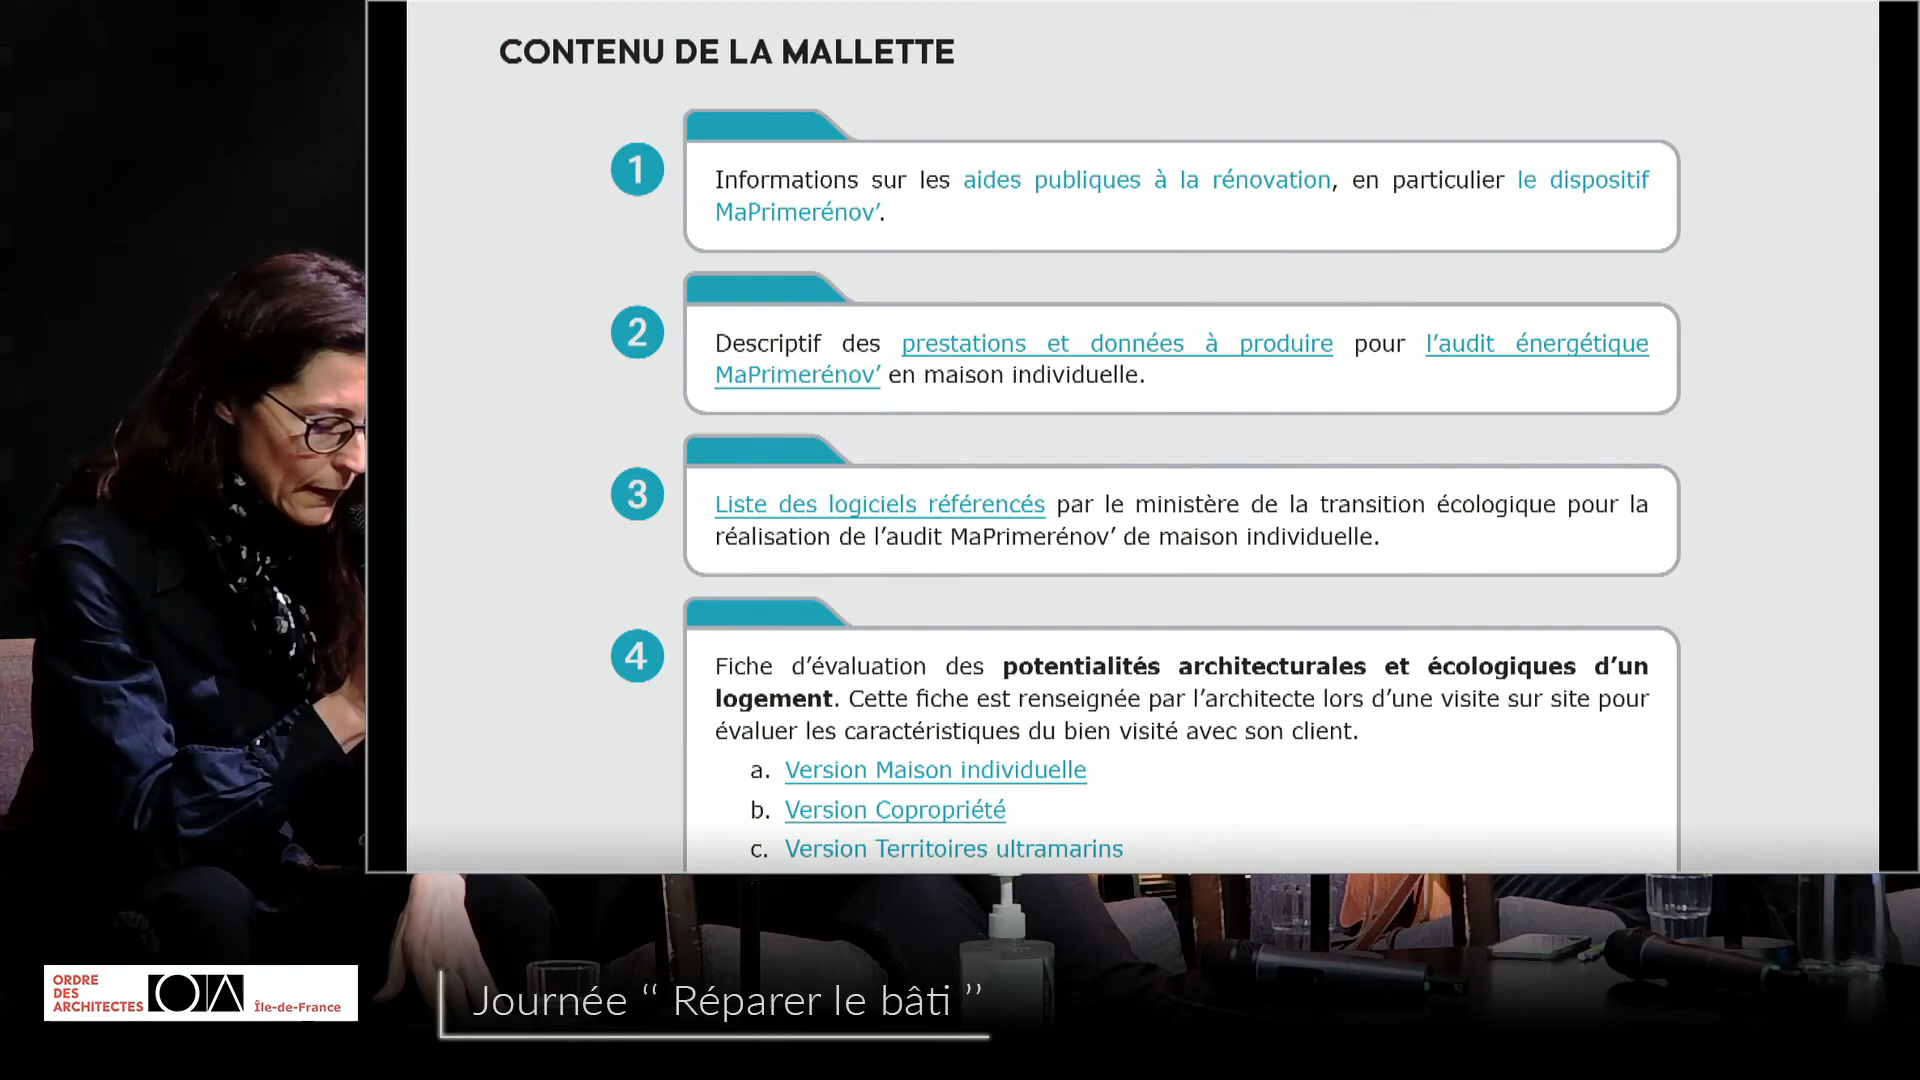 CONTENU DE LA MALLETTE
1
Informations sur les aides publiques à la rénovation, en particulier le dispositif
MaPrimerénov’.
2
Descriptif des prestations et données à produire pour l’audit énergétique
MaPrimerénov’ en maison individuelle.
3
Liste des logiciels référencés par le ministère de la transition écologique pour la
réalisation de l’audit MaPrimerénov’ de maison individuelle.
4
Fiche d’évaluation des potentialités architecturales et écologiques d’un
logement. Cette fiche est renseignée par l’architecte lors d’une visite sur site pour
évaluer les caractéristiques du bien visité avec son client.
a. Version Maison individuelle
b. Version Copropriété
c. Version Territoires ultramarins
ORDRE
DES
ARCHITECTES
OA
Île-de-France
Journée “ Réparer le bâti ”